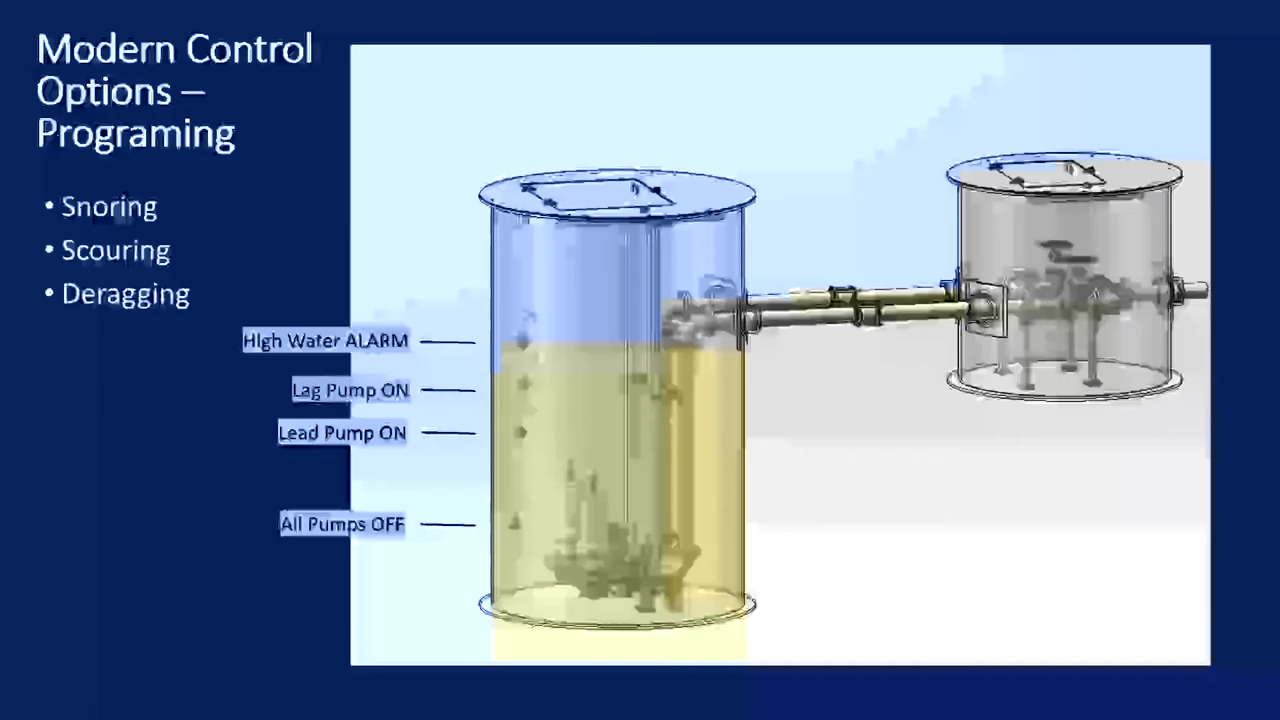 Modern Control
Options –
Programing
• Snoring
• Scouring
• Deragging
HIgh Water ALARM
Lag Pump ON
Lead Pump ON
All Pumps OFF